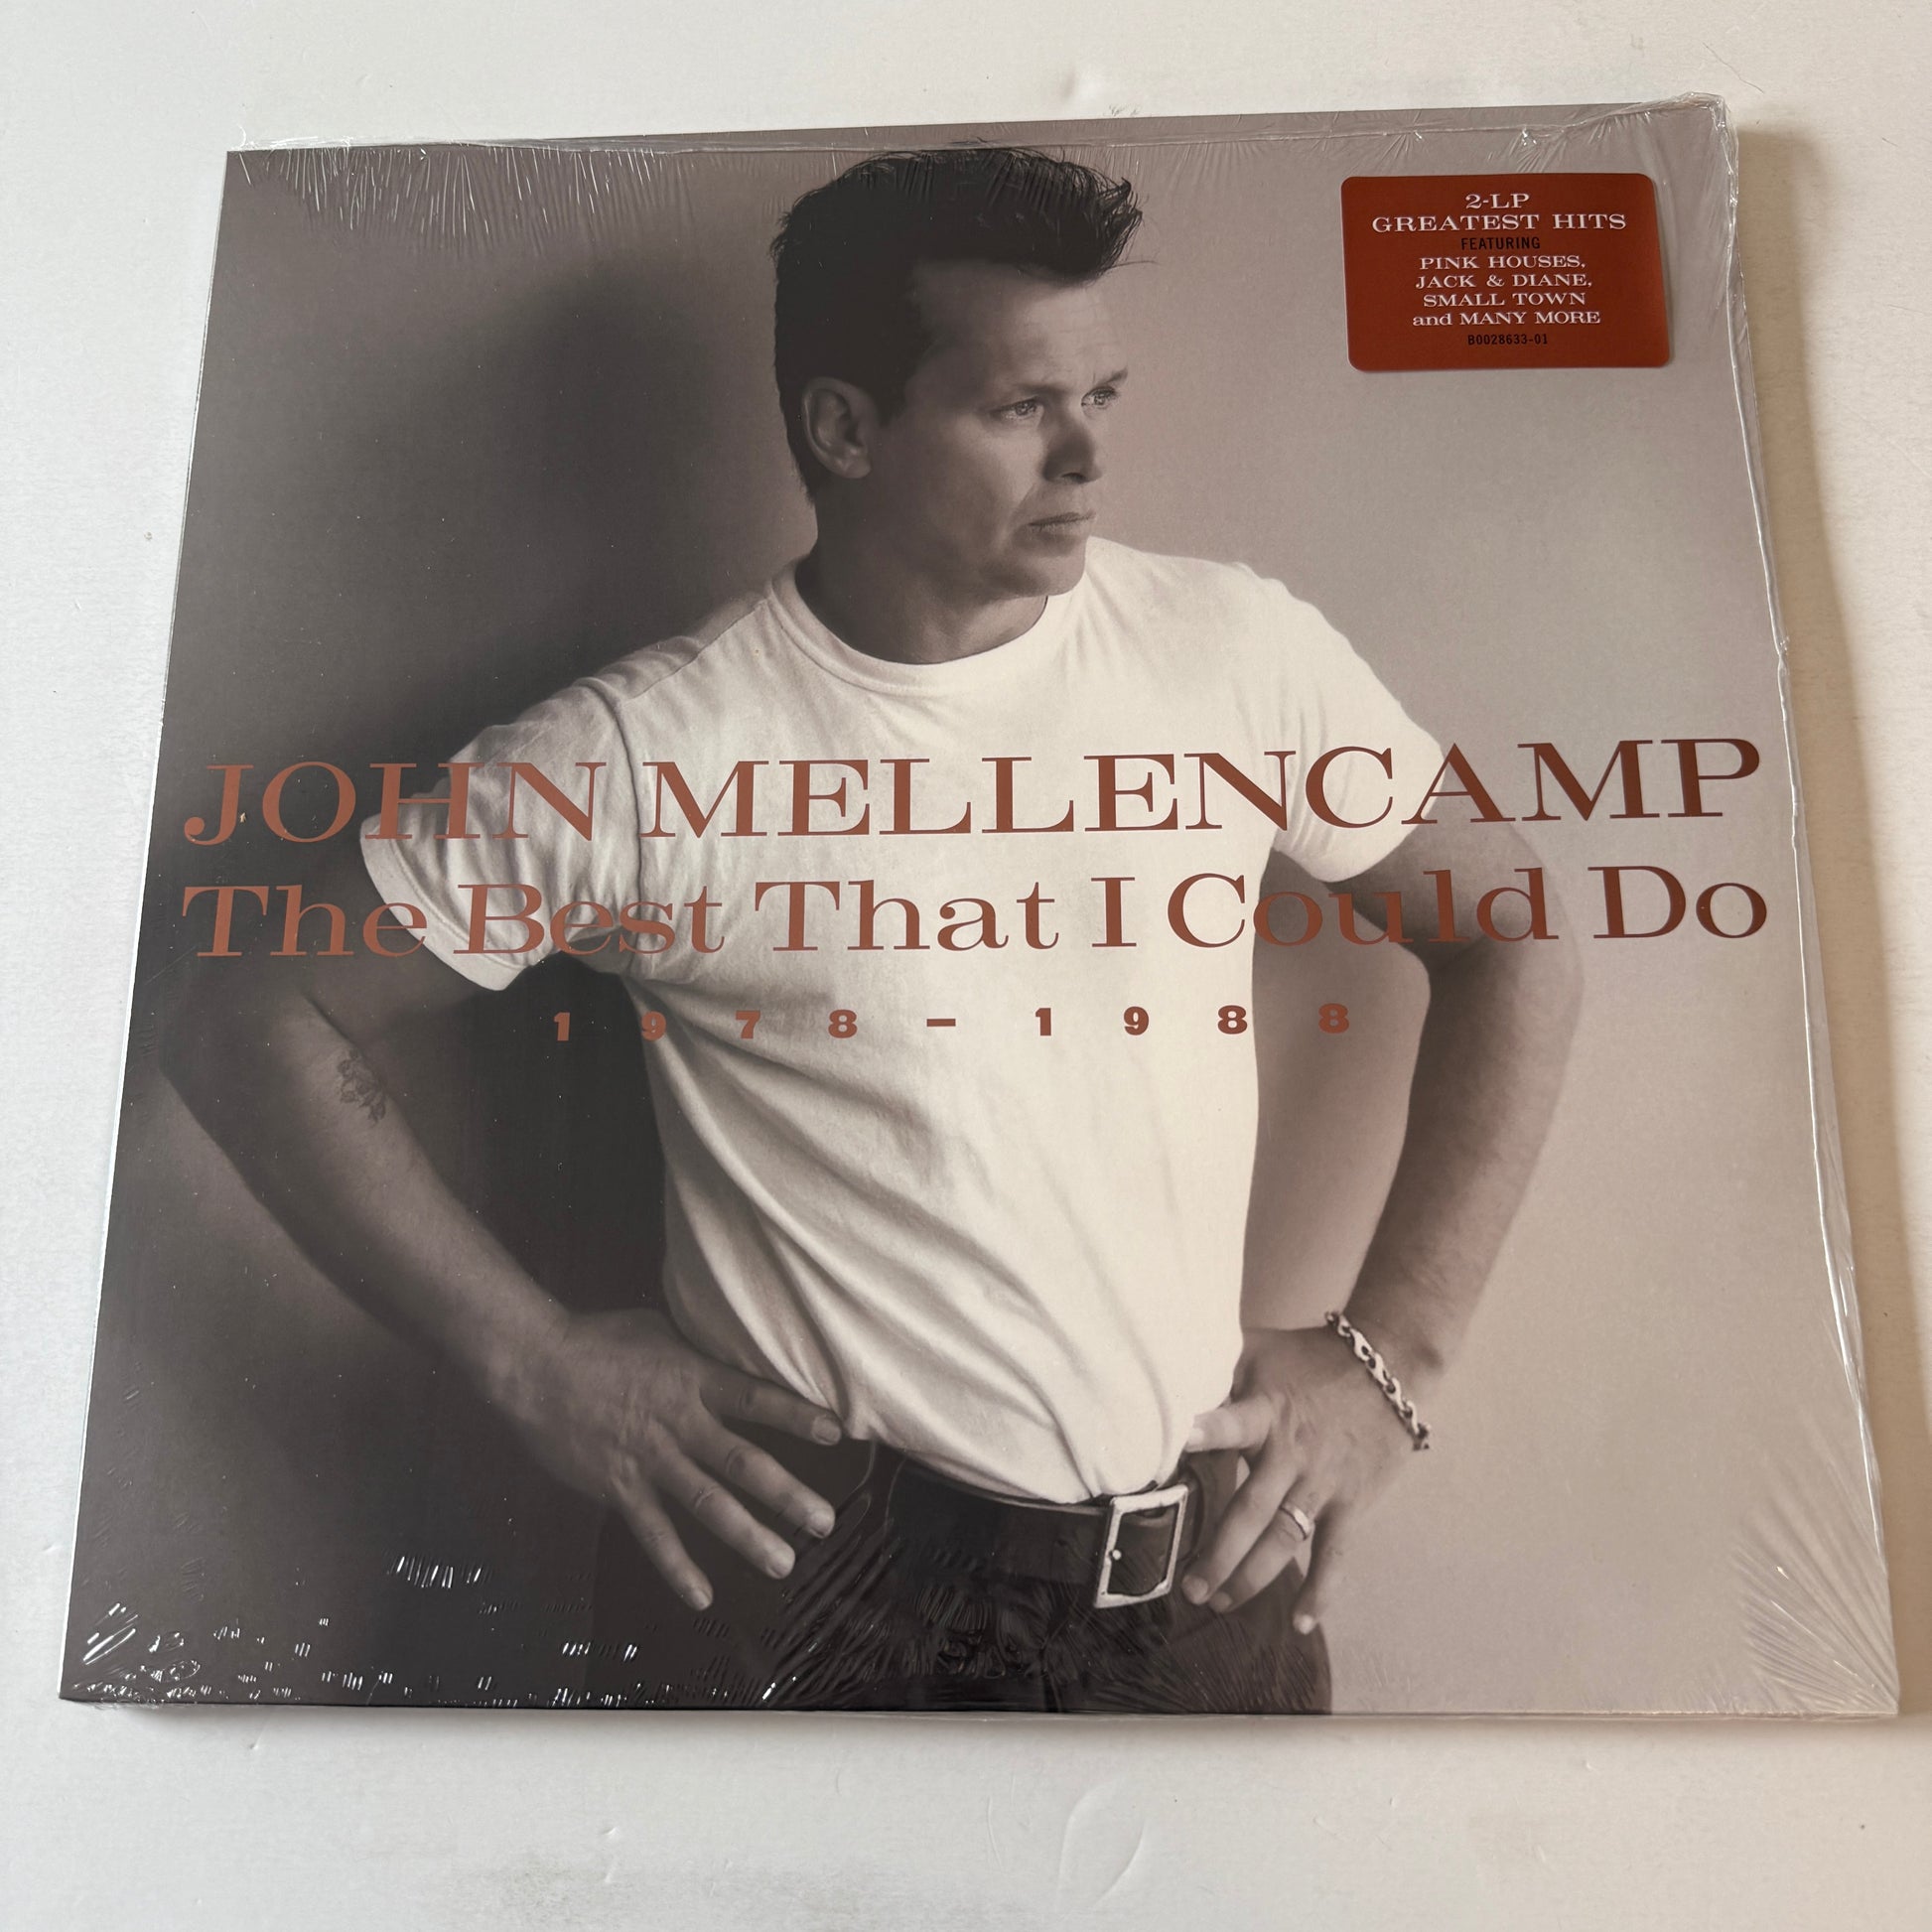 2-LP
GREATEST HITS
FEATURING
PINK HOUSES,
JACK & DIANE,
SMALL TOWN
and MANY MORE
B0028633-01
JOHN MELLENCAMP
The Best That I Could Do
1978-1988